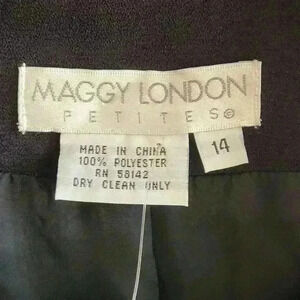 MAGGY LONDON
PETITES©
14
MADE IN CHINA
100% POLYESTER
RN 58142
DRY CLEAN ONLY